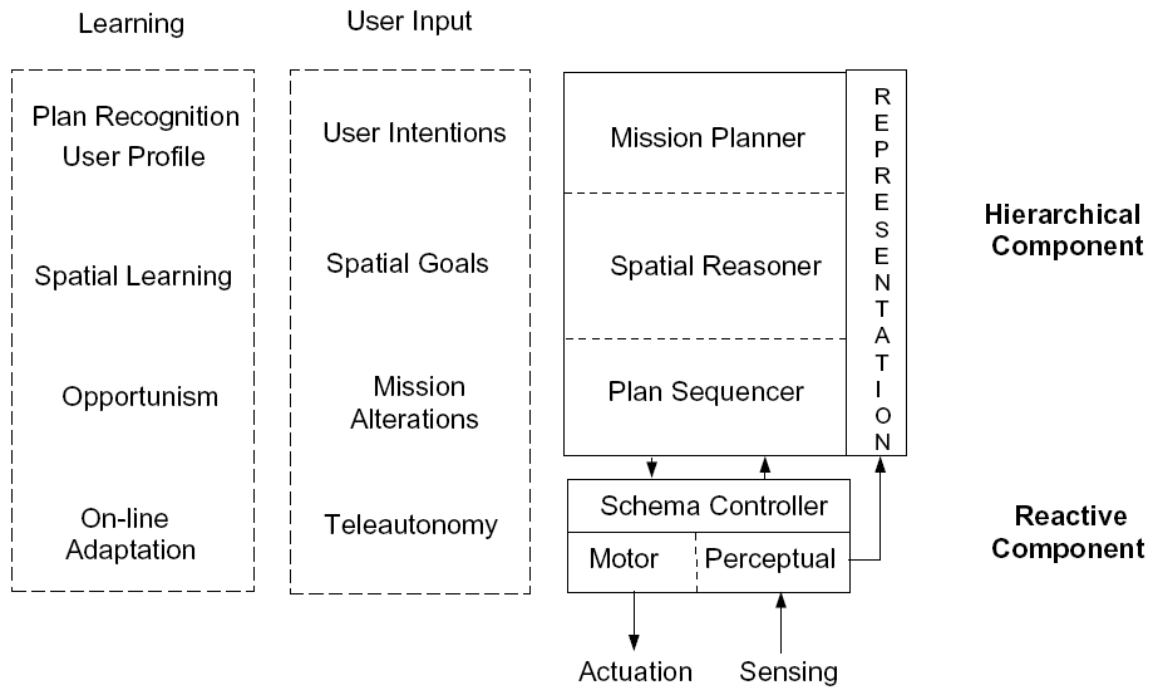 Learning
User Input
Plan Recognition
User Profile
Spatial Learning
Opportunism
On-line
Adaptation
User Intentions
Spatial Goals
Mission
Alterations
Teleautonomy
Mission Planner
Spatial Reasoner
Plan Sequencer
REPRESENTATION
Schema Controller
Motor
Perceptual
Actuation
Sensing
Hierarchical
Component
Reactive
Component